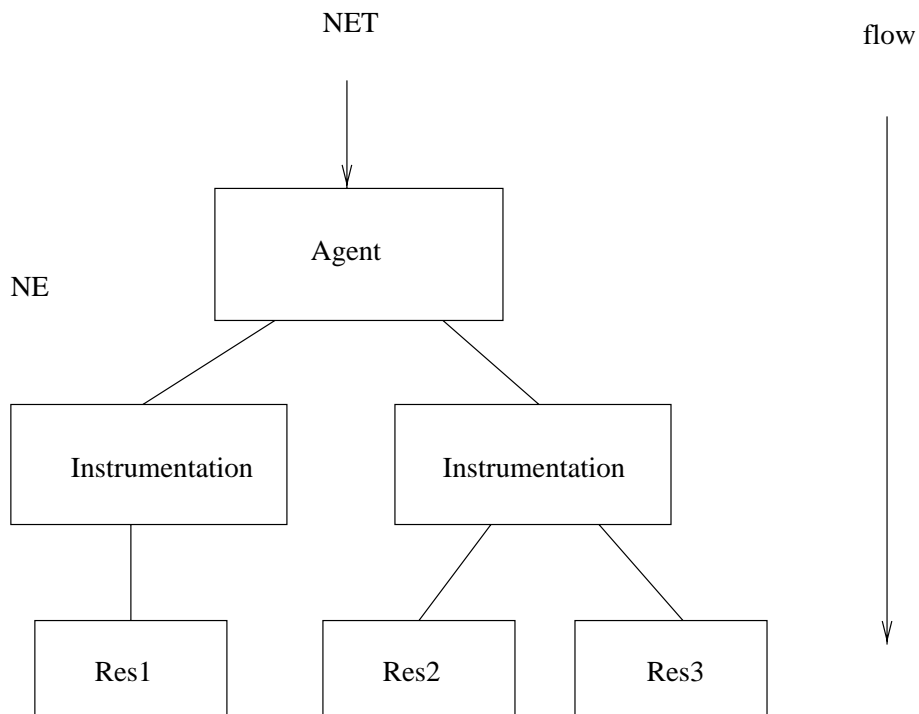 NET
flow
Agent
NE
Instrumentation
Instrumentation
Res1
Res2
Res3